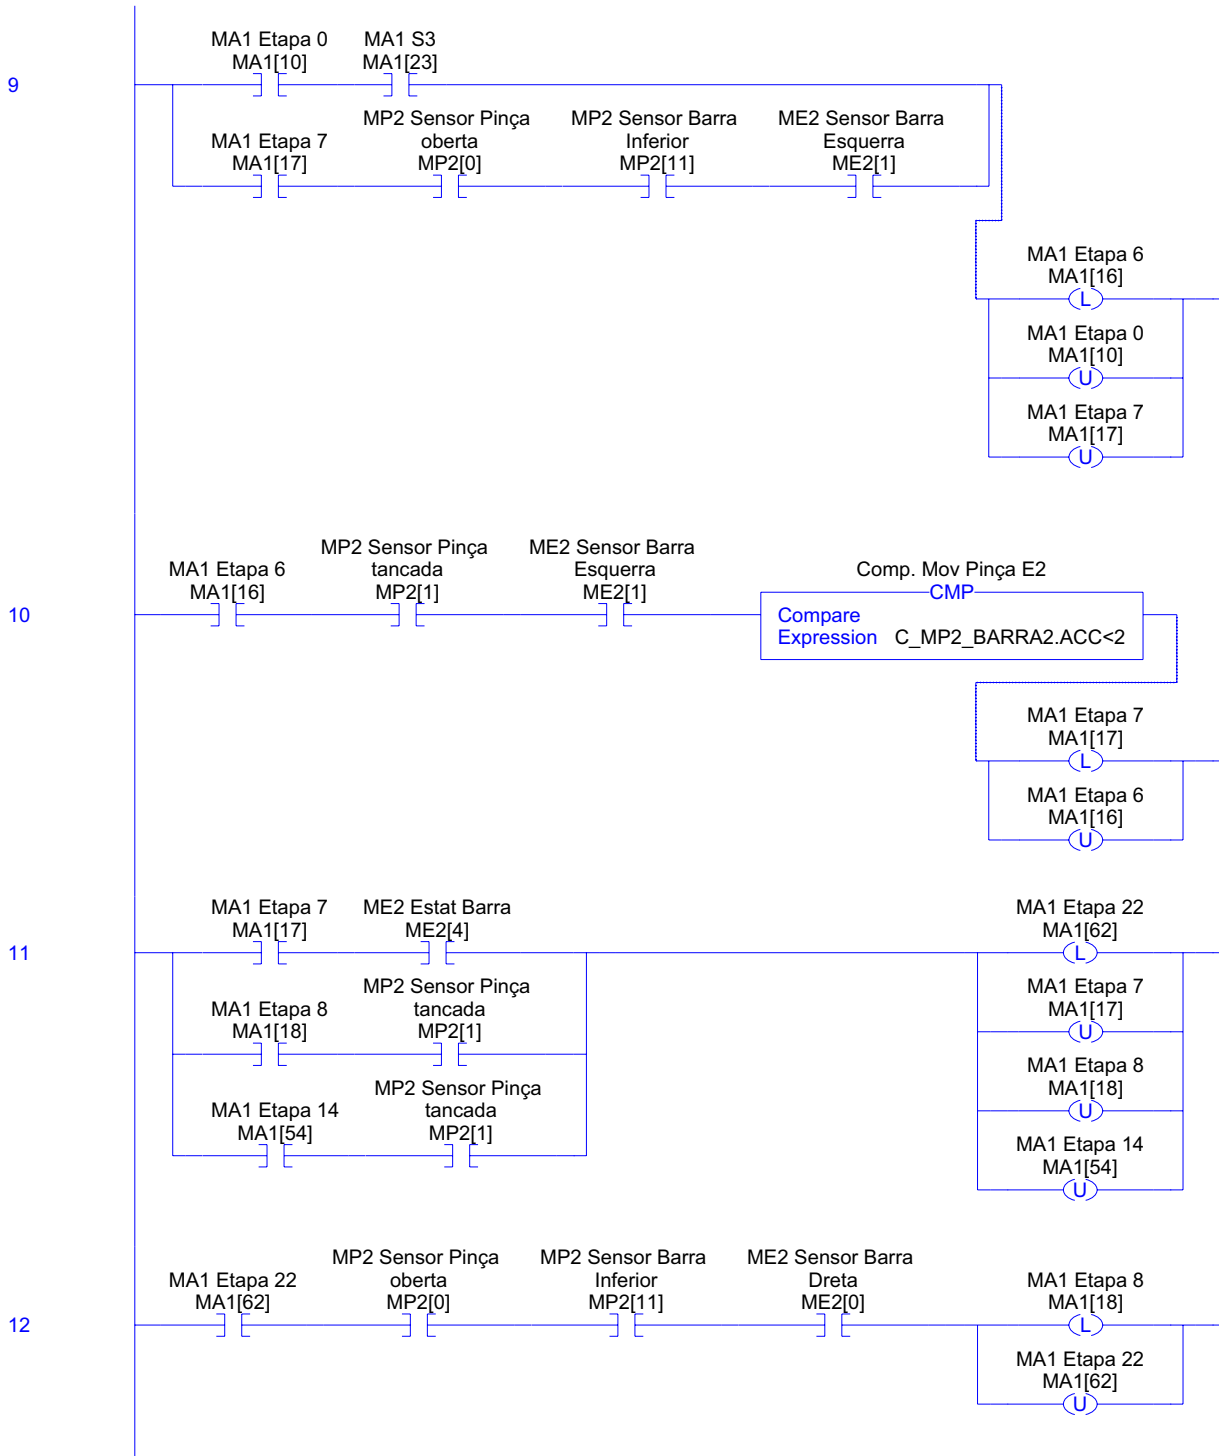 MA1 Etapa 0 MA1 S3
MA1[10] MA1[23]
9
MP2 Sensor Pinça MP2 Sensor Barra ME2 Sensor Barra
MA1 Etapa 7 oberta Inferior Esquerra
MA1[17] MP2[0] MP2[11] ME2[1]
MA1 Etapa 6
MA1[16]
L
MA1 Etapa 0
MA1[10]
U
MA1 Etapa 7
MA1[17]
U
MP2 Sensor Pinça ME2 Sensor Barra
MA1 Etapa 6 tancada Esquerra Comp. Mov Pinça E2
MA1[16] MP2[1] ME2[1] CMP
10
Compare
Expression C_MP2_BARRA2.ACC<2
MA1 Etapa 7
MA1[17]
L
MA1 Etapa 6
MA1[16]
U
MA1 Etapa 7 ME2 Estat Barra MA1 Etapa 22
MA1[17] ME2[4] MA1[62]
11 L
MP2 Sensor Pinça MA1 Etapa 7
MA1 Etapa 8 tancada MA1[17]
MA1[18] MP2[1] U
MA1 Etapa 8
MP2 Sensor Pinça MA1[18]
MA1 Etapa 14 tancada U
MA1[54] MP2[1]
MA1 Etapa 14
MA1[54]
U
MP2 Sensor Pinça MP2 Sensor Barra ME2 Sensor Barra
MA1 Etapa 22 oberta Inferior Dreta MA1 Etapa 8
MA1[62] MP2[0] MP2[11] ME2[0] MA1[18]
12 L
MA1 Etapa 22
MA1[62]
U